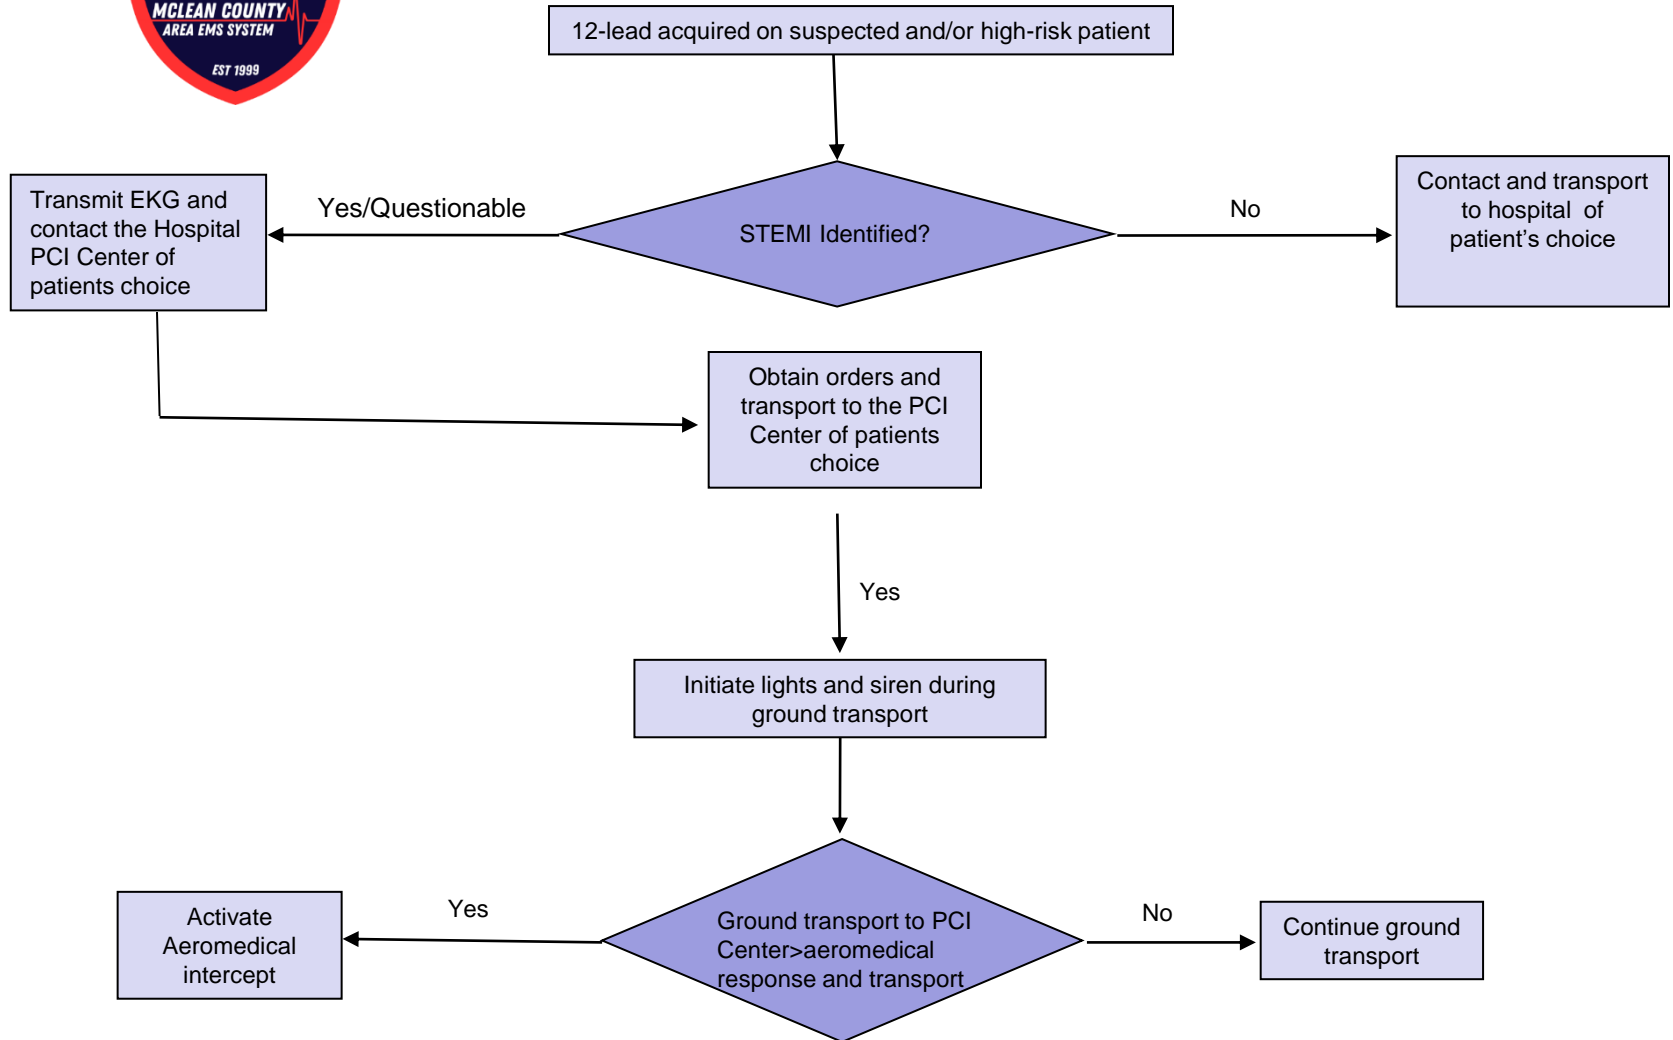 MCLEAN COUNTY
AREA EMS SYSTEM
EST 1999
12-lead acquired on suspected and/or high-risk patient
Transmit EKG and
contact the Hospital
PCI Center of
patients choice
Yes/Questionable
STEMI Identified?
No
Contact and transport
to hospital of
patient’s choice
Obtain orders and
transport to the PCI
Center of patients
choice
Yes
Initiate lights and siren during
ground transport
Activate
Aeromedical
intercept
Yes
Ground transport to PCI
Center>aeromedical
response and transport
No
Continue ground
transport